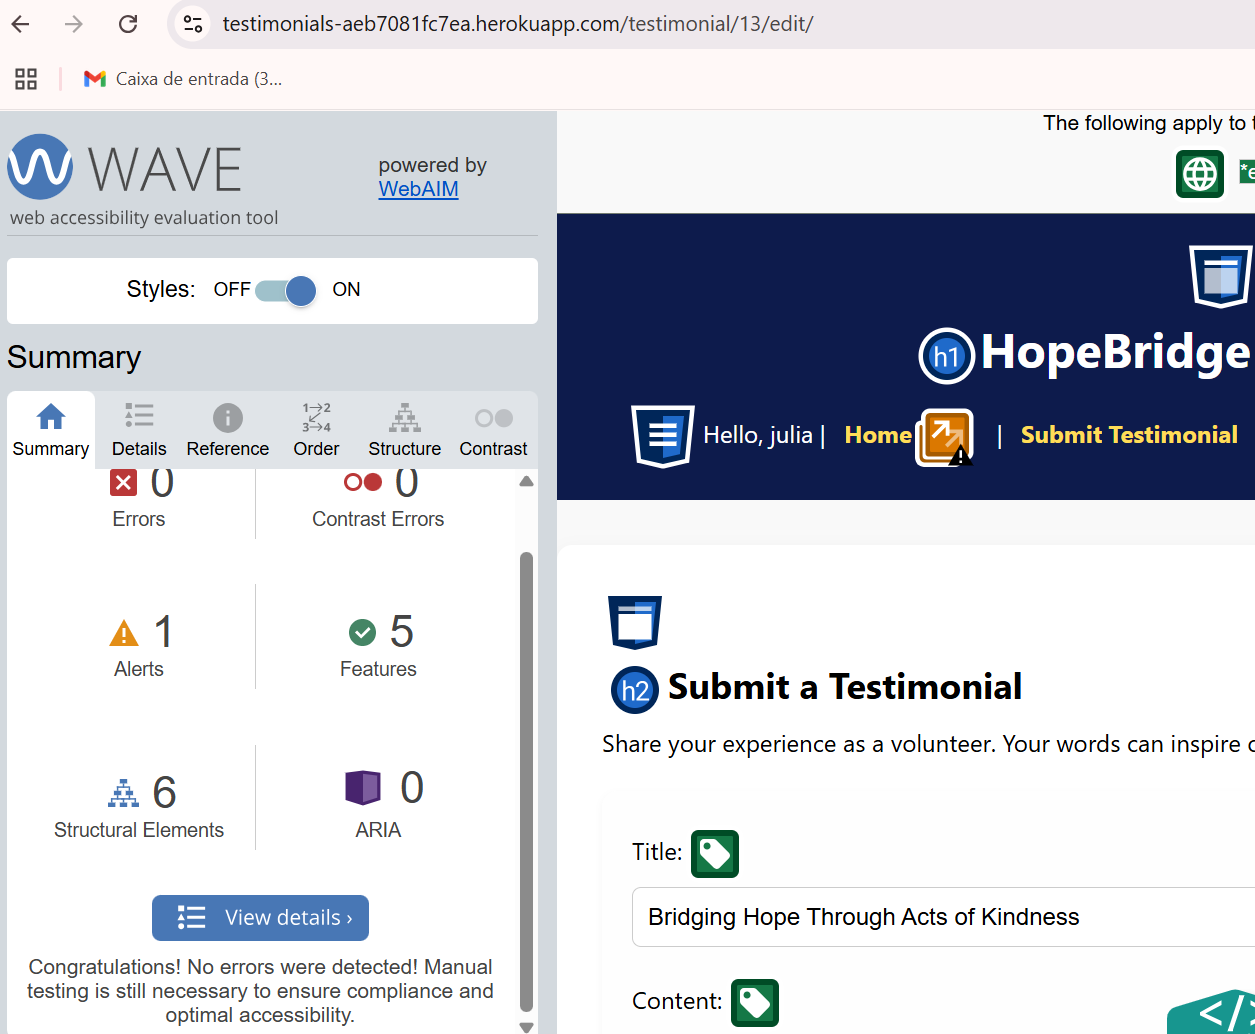 testimonials-aeb7081fc7ea.herokuapp.com/testimonial/13/edit/
Caixa de entrada (3...
WAVE
powered by
WebAIM
web accessibility evaluation tool
Styles: OFF ON
Summary
Summary Details Reference Order Structure Contrast
0 0
Errors Contrast Errors
1 5
Alerts Features
6 0
Structural Elements ARIA
View details ›
Congratulations! No errors were detected! Manual
testing is still necessary to ensure compliance and
optimal accessibility.
The following apply to
*e
h1 HopeBridge
Hello, julia | Home | Submit Testimonial
h2 Submit a Testimonial
Share your experience as a volunteer. Your words can inspire
Title:
Bridging Hope Through Acts of Kindness
Content: